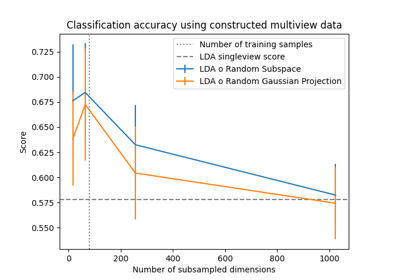 Classification accuracy using constructed multiview data
Number of training samples
LDA singleview score
LDA o Random Subspace
LDA o Random Gaussian Projection
0.725
0.700
0.675
0.650
0.625
0.600
0.575
0.550
Score
0 200 400 600 800 1000
Number of subsampled dimensions